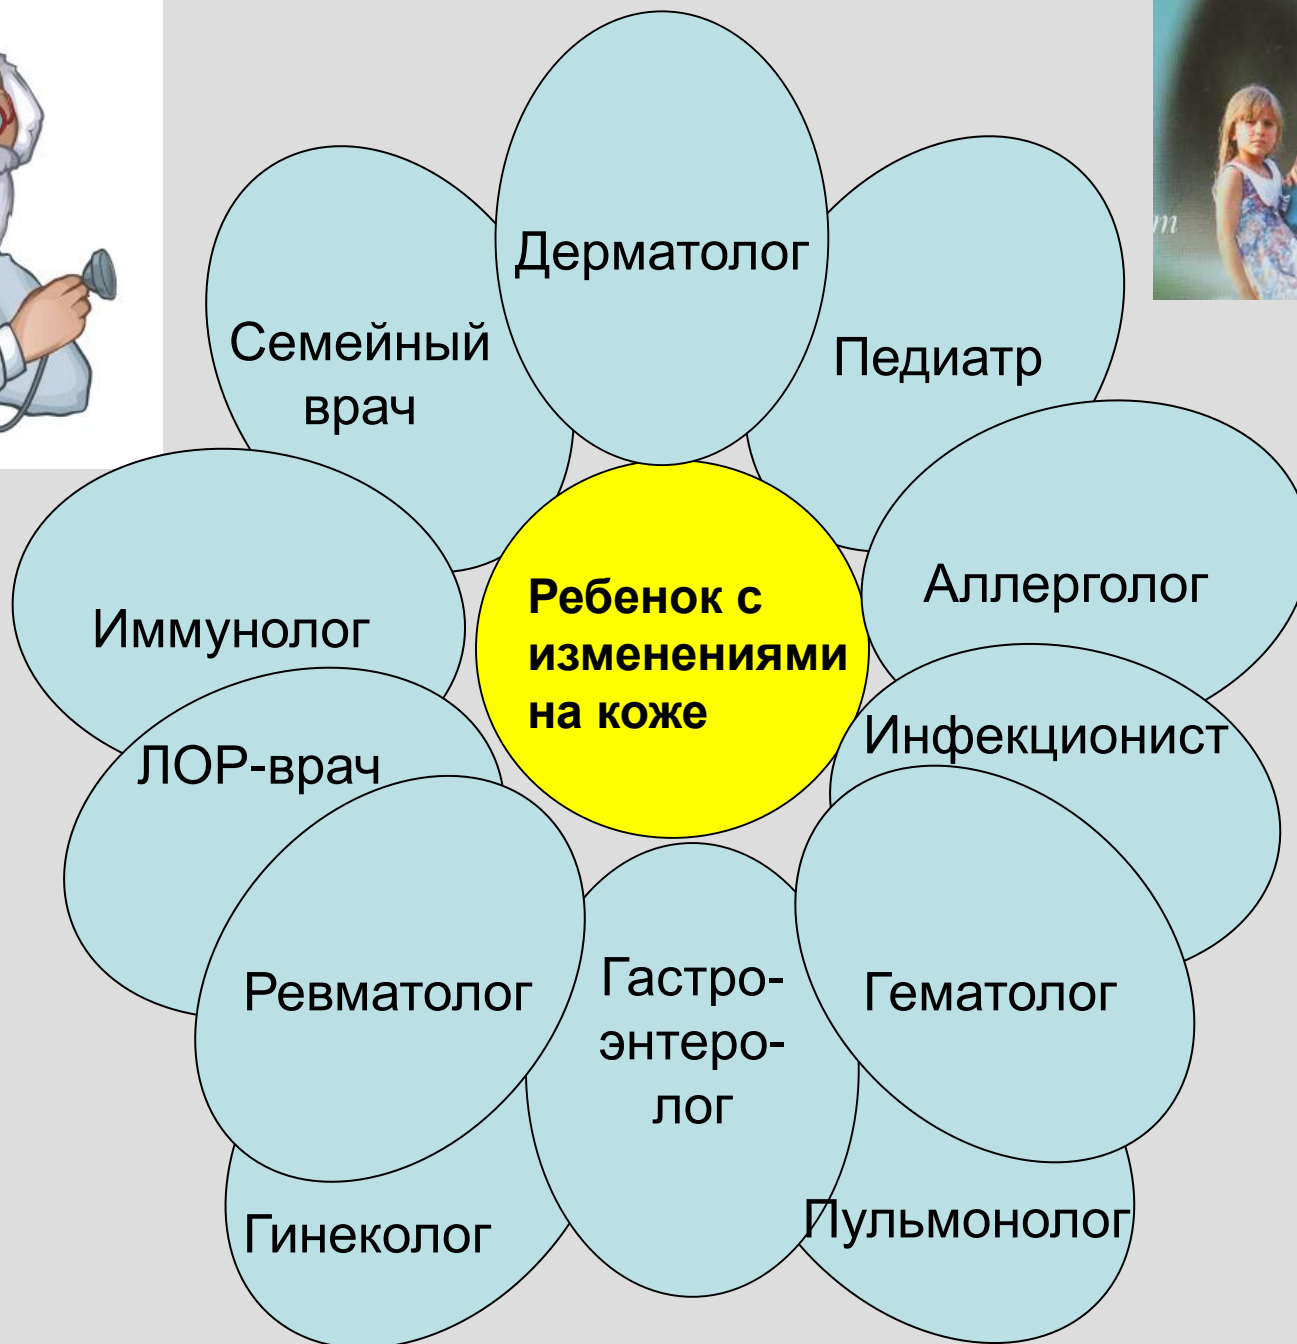 Дерматолог
Семейный
врач
Педиатр
Аллерголог
Иммунолог
Ребенок с
изменениями
на коже
Инфекционист
ЛОР-врач
Ревматолог
Гастро-
энтеро-
лог
Гематолог
Гинеколог
Пульмонолог